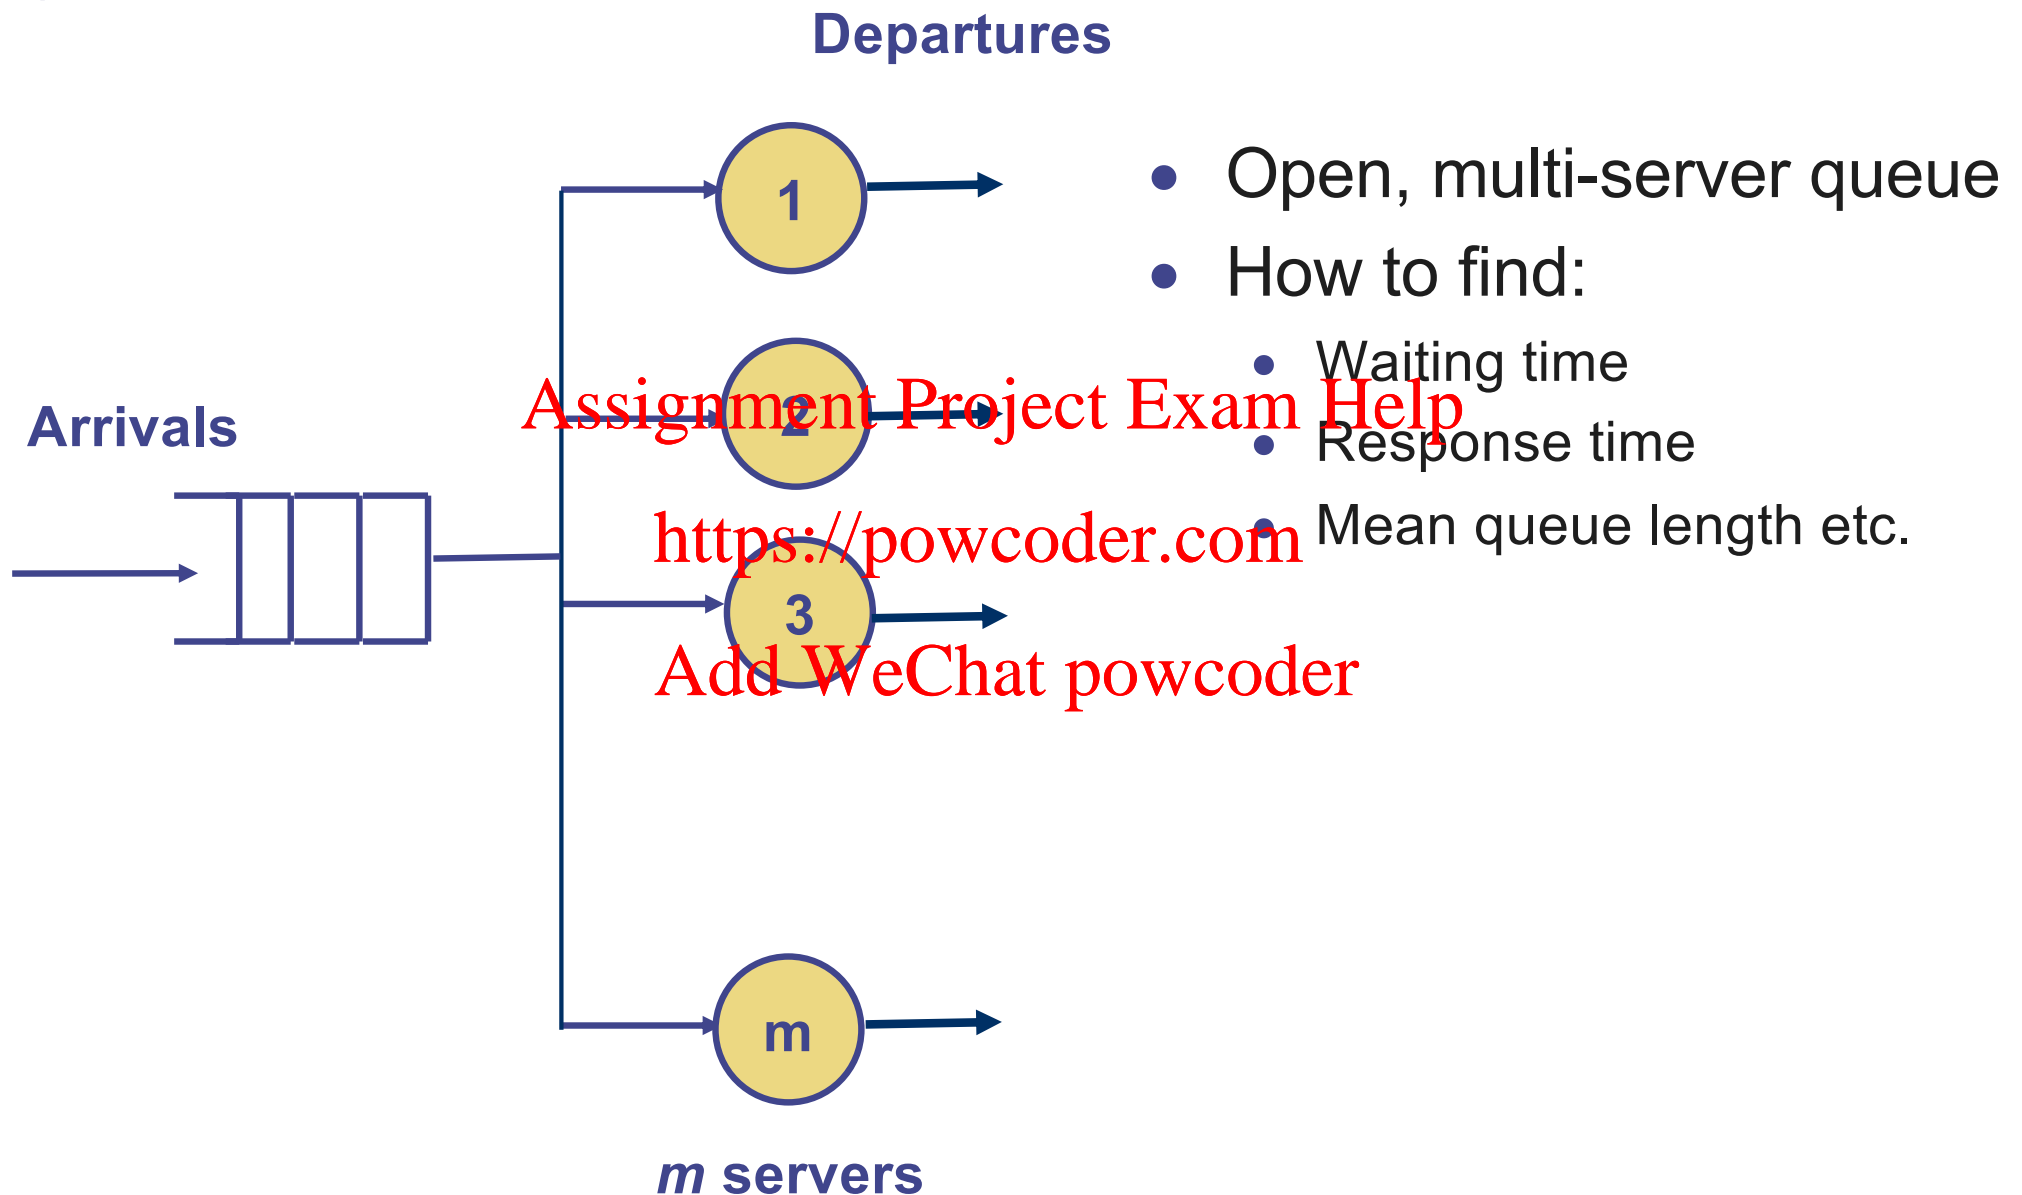 Departures
1
● Open, multi-server queue
● How to find:
● Waiting time
2
Assignment Project Exam Help
Arrivals
● Response time
https://powcoder.com
● Mean queue length etc.
3
Add WeChat powcoder
m
m servers